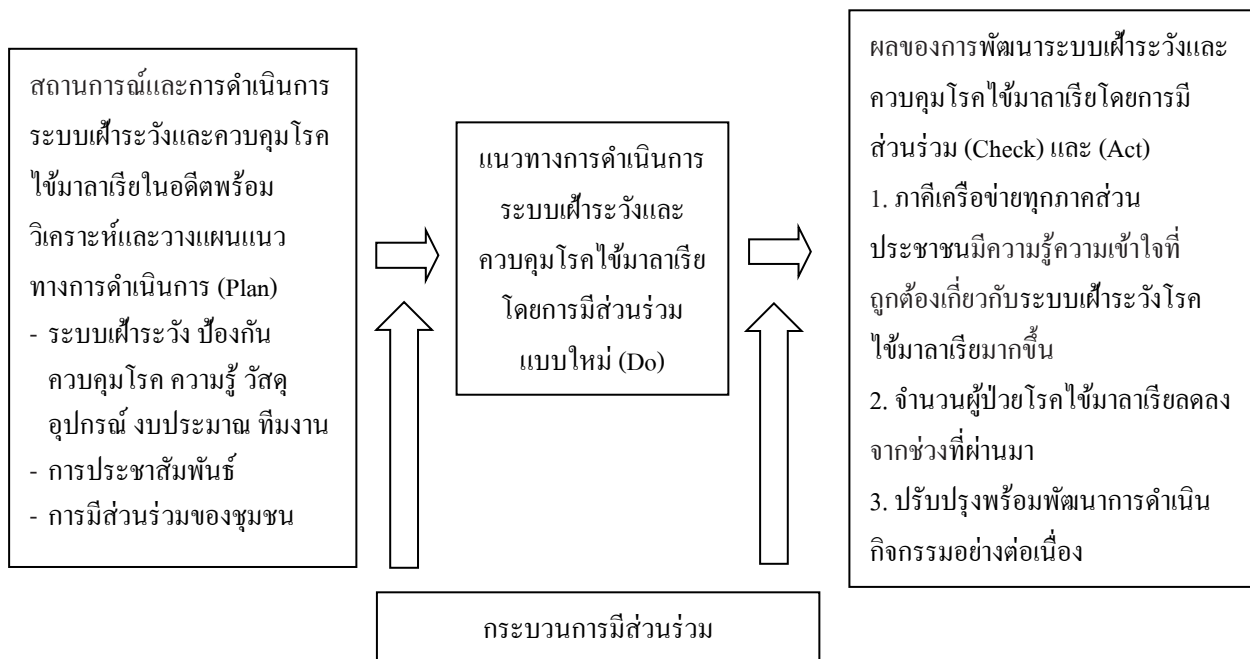 สถานการณ์และการดำเนินการ
ระบบเฝ้าระวังและควบคุมโรค
ไข้มาลาเรียในอดีตพร้อม
วิเคราะห์และวางแผนแนว
ทางการดำเนินการ (Plan)
- ระบบเฝ้าระวัง ป้องกัน
ควบคุมโรค ความรู้ วัสดุ
อุปกรณ์ งบประมาณ ทีมงาน
- การประชาสัมพันธ์
- การมีส่วนร่วมของชุมชน
แนวทางการดำเนินการ
ระบบเฝ้าระวังและ
ควบคุมโรคไข้มาลาเรีย
โดยการมีส่วนร่วม
แบบใหม่ (Do)
ผลของการพัฒนาระบบเฝ้าระวังและ
ควบคุมโรคไข้มาลาเรียโดยการมี
ส่วนร่วม (Check) และ (Act)
1. ภาคีเครือข่ายทุกภาคส่วน
ประชาชนมีความรู้ความเข้าใจที่
ถูกต้องเกี่ยวกับระบบเฝ้าระวังโรค
ไข้มาลาเรียมากขึ้น
2. จำนวนผู้ป่วยโรคไข้มาลาเรียลดลง
จากช่วงที่ผ่านมา
3. ปรับปรุงพร้อมพัฒนาการดำเนิน
กิจกรรมอย่างต่อเนื่อง
กระบวนการมีส่วนร่วม